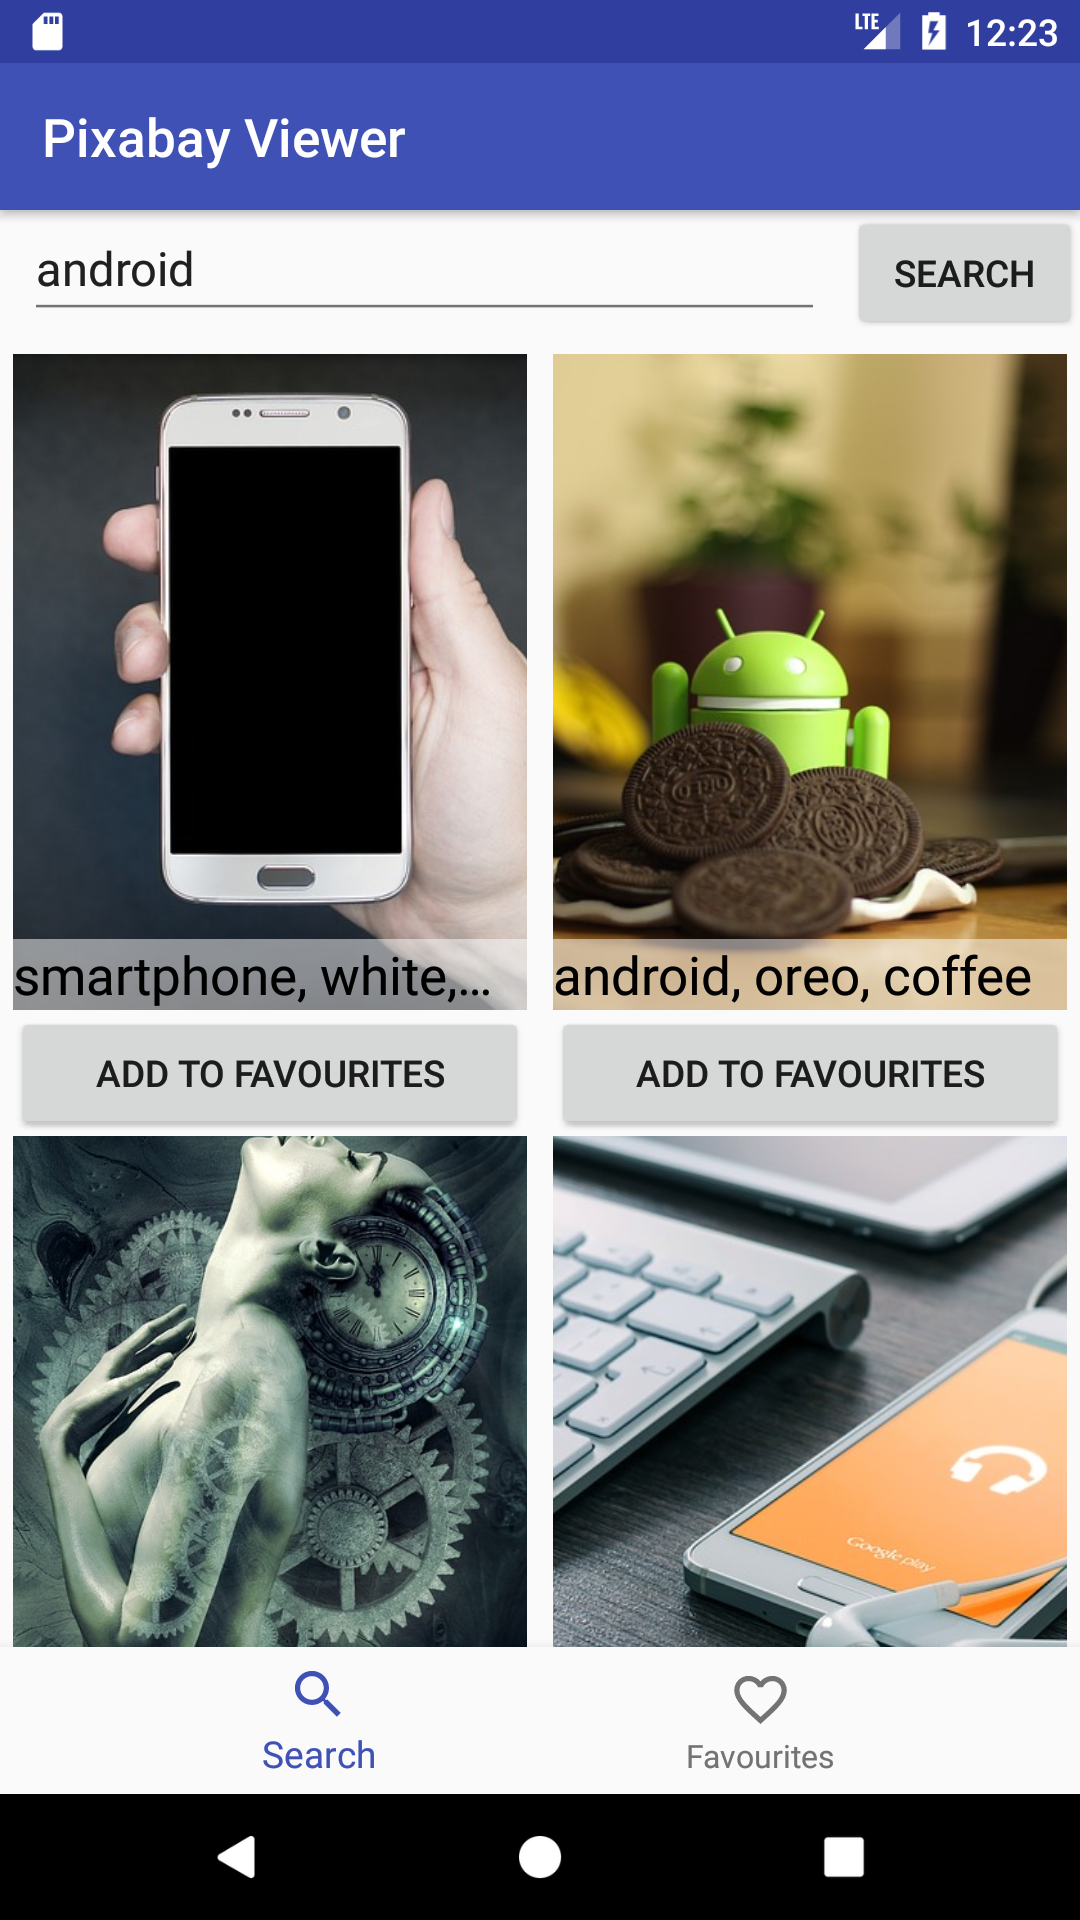 LTE 12:23
Pixabay Viewer
android
SEARCH
OREO
smartphone, white,...
android, oreo, coffee
ADD TO FAVOURITES
ADD TO FAVOURITES
Google play
Search
Favourites